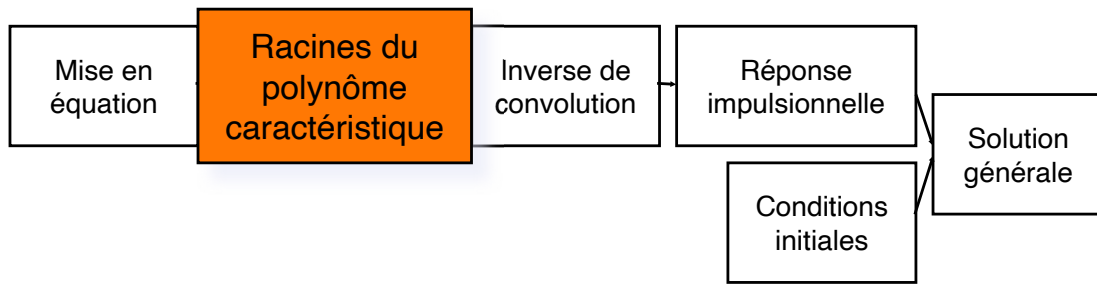 Mise en
équation
Racines du
polynôme
caractéristique
Inverse de
convolution
Réponse
impulsionnelle
Conditions
initiales
Solution
générale